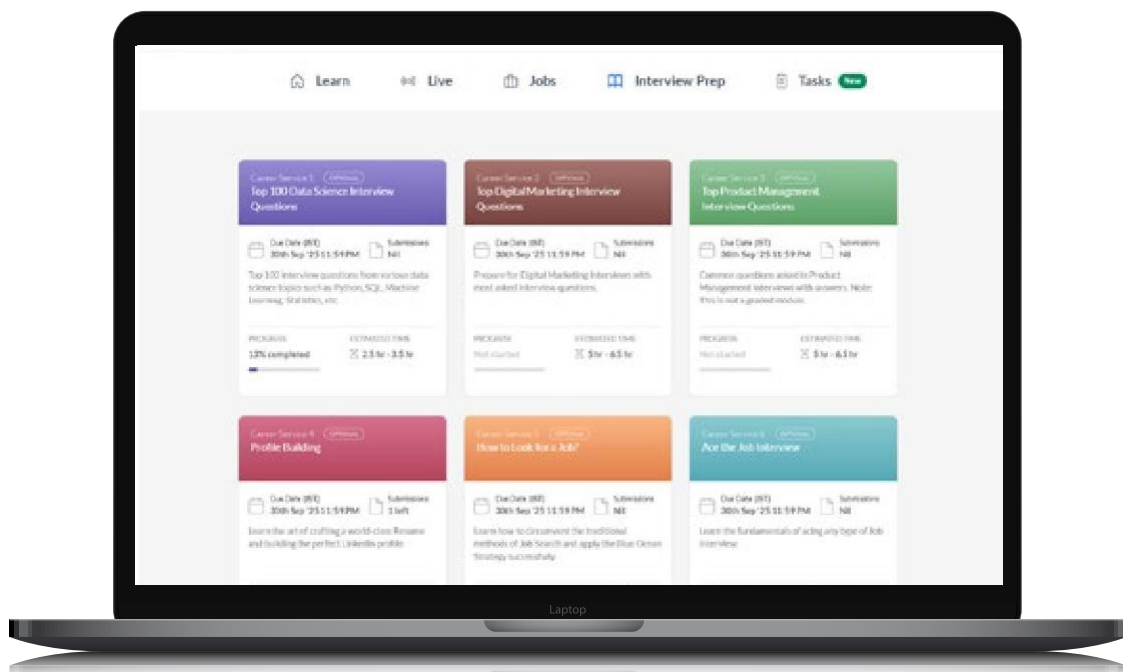 Learn Live Jobs Interview Prep Tasks New
Career Service 1 OPTIONAL
Top 100 Data Science Interview
Questions
Due Date (IST) Submissions
30th Sep '25 11:59 PM Nil
Top 100 interview questions from various data
science topics such as Python, SQL, Machine
Learning, Statistics, etc.
PROGRESS ESTIMATED TIME
13% completed 2.5 hr - 3.5 hr
Career Service 2 OPTIONAL
Top Digital Marketing Interview
Questions
Due Date (IST) Submissions
30th Sep '25 11:59 PM Nil
Prepare for Digital Marketing Interviews with
most asked interview questions.
PROGRESS ESTIMATED TIME
Not started 5 hr - 6.5 hr
Career Service 3 OPTIONAL
Top Product Management
Interview Questions
Due Date (IST) Submissions
30th Sep '25 11:59 PM Nil
Common questions asked in Product
Management interviews with answers. Note:
This is not a graded module.
PROGRESS ESTIMATED TIME
Not started 5 hr - 6.5 hr
Career Service 4 OPTIONAL
Profile Building
Due Date (IST) Submissions
30th Sep '25 11:59 PM 1 left
Learn the art of crafting a world-class Resume
and building the perfect LinkedIn profile
Career Service 5 OPTIONAL
How to Look for a Job?
Due Date (IST) Submissions
30th Sep '25 11:59 PM Nil
Learn how to circumvent the traditional
methods of Job Search and apply the Blue Ocean
Strategy successfully
Career Service 6 OPTIONAL
Ace the Job Interview
Due Date (IST) Submissions
30th Sep '25 11:59 PM Nil
Learn the fundamentals of acing any type of Job
Interview
Laptop